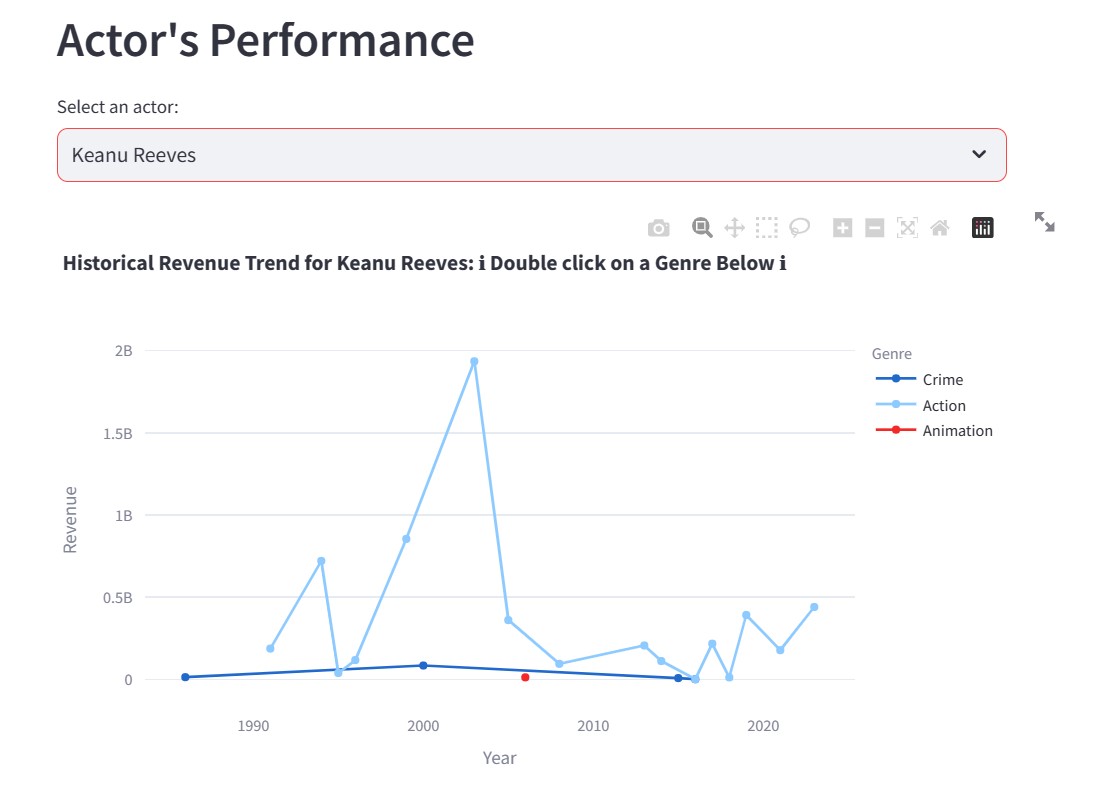 Actor's Performance
Select an actor:
Keanu Reeves
Historical Revenue Trend for Keanu Reeves: ℹ Double click on a Genre Below ℹ
2B
1.5B
1B
0.5B
0
Revenue
1990
2000
2010
2020
Year
Genre
Crime
Action
Animation